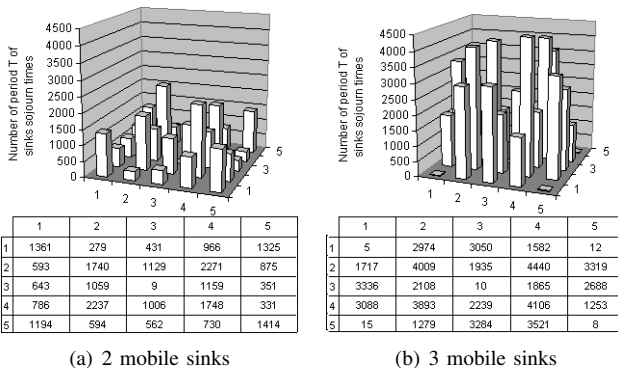 Number of period T of
sinks sojourn times
4500
4000
3500
3000
2500
2000
1500
1000
500
0
1 2 3 4 5
1
3
5
1 2 3 4 5
1 1361 279 431 966 1325
2 593 1740 1129 2271 875
3 643 1059 9 1159 351
4 786 2237 1006 1748 331
5 1194 594 562 730 1414
(a) 2 mobile sinks
Number of period T of
sinks sojourn times
4500
4000
3500
3000
2500
2000
1500
1000
500
0
1 2 3 4 5
1
3
5
1 2 3 4 5
1 5 2974 3050 1582 12
2 1717 4009 1935 4440 3319
3 3336 2108 10 1865 2688
4 3088 3893 2239 4106 1253
5 15 1279 3284 3521 8
(b) 3 mobile sinks